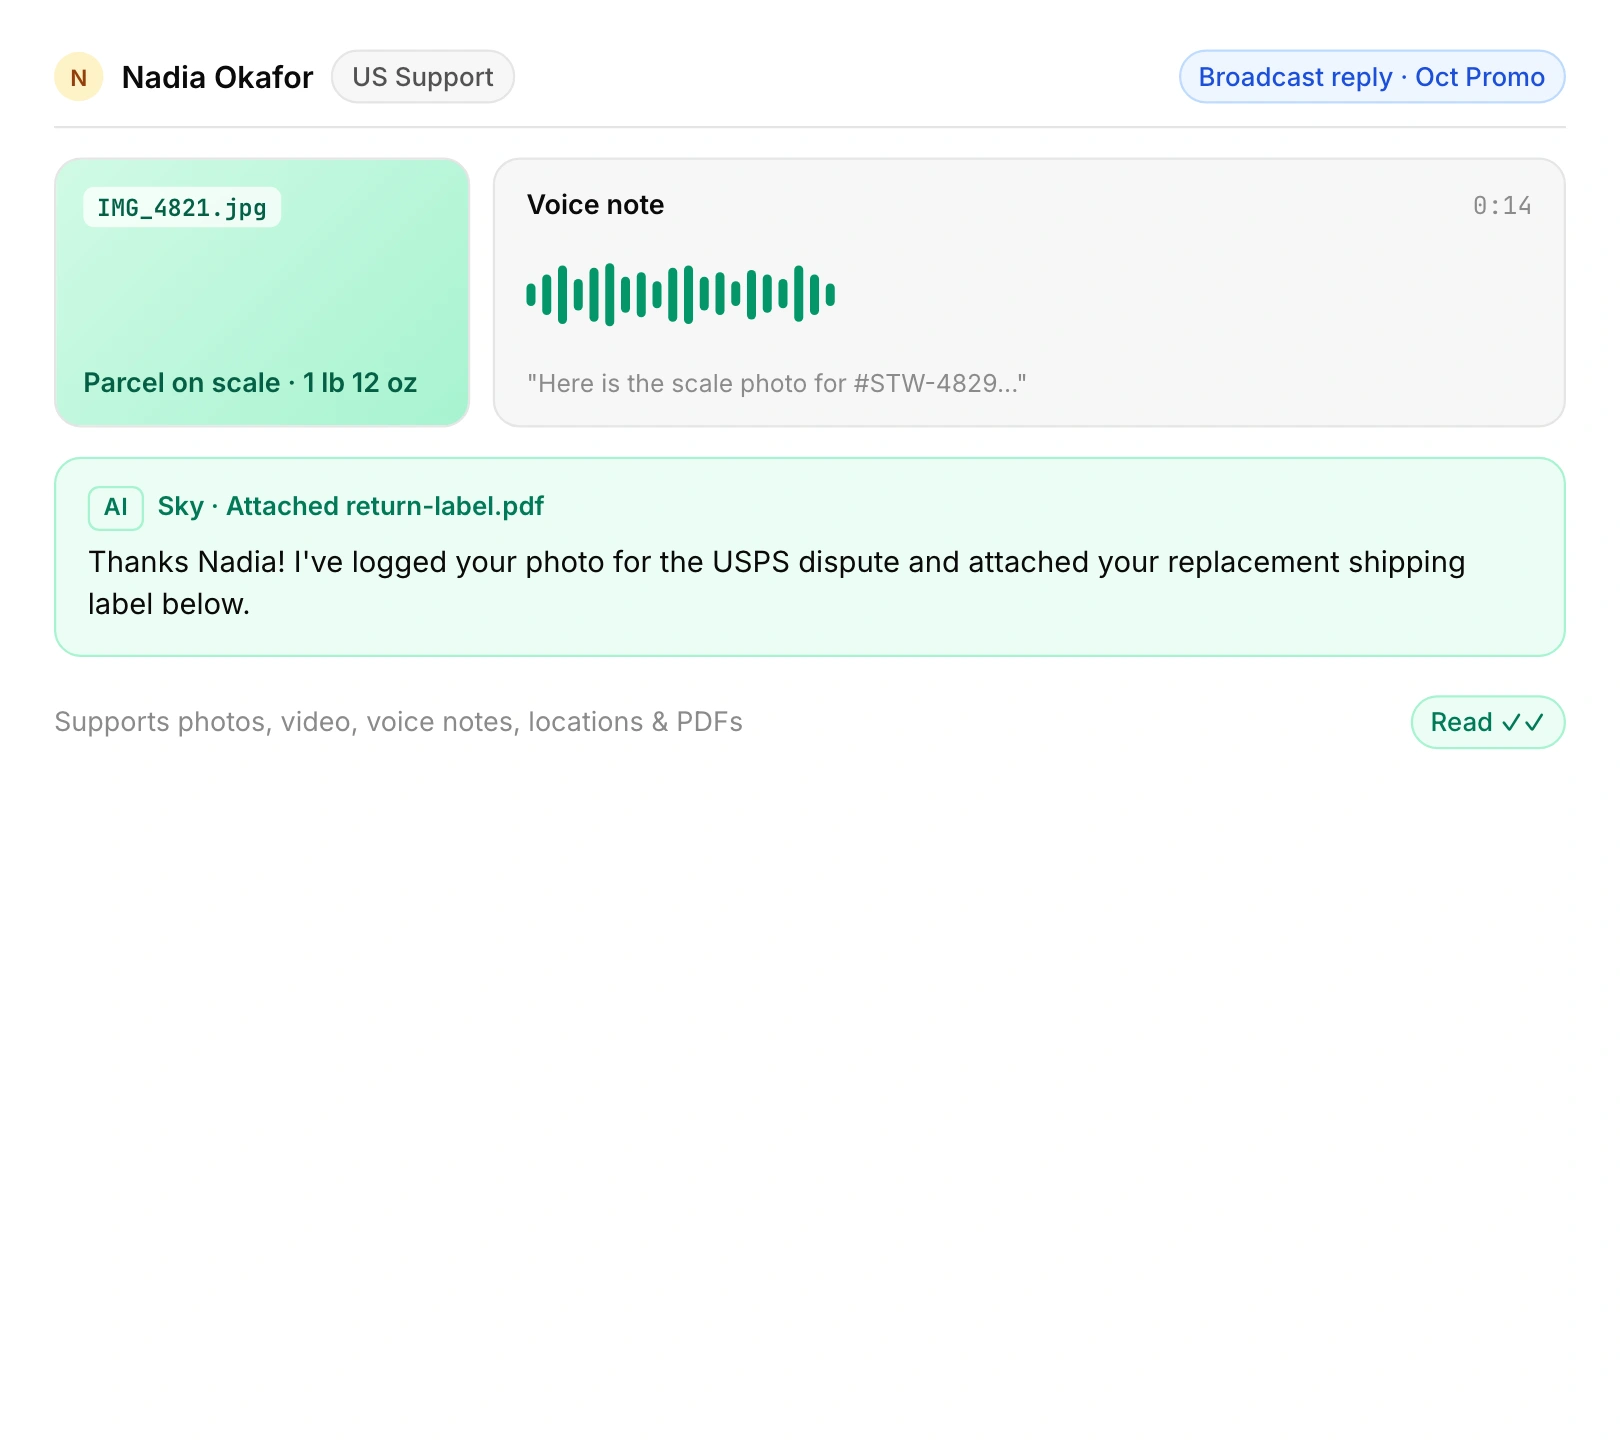 N
Nadia Okafor
US Support
Broadcast reply · Oct Promo
IMG_4821.jpg
Parcel on scale · 1 lb 12 oz
Voice note
0:14
"Here is the scale photo for #STW-4829..."
AI
Sky · Attached return-label.pdf
Thanks Nadia! I've logged your photo for the USPS dispute and attached your replacement shipping
label below.
Supports photos, video, voice notes, locations & PDFs
Read ✓✓